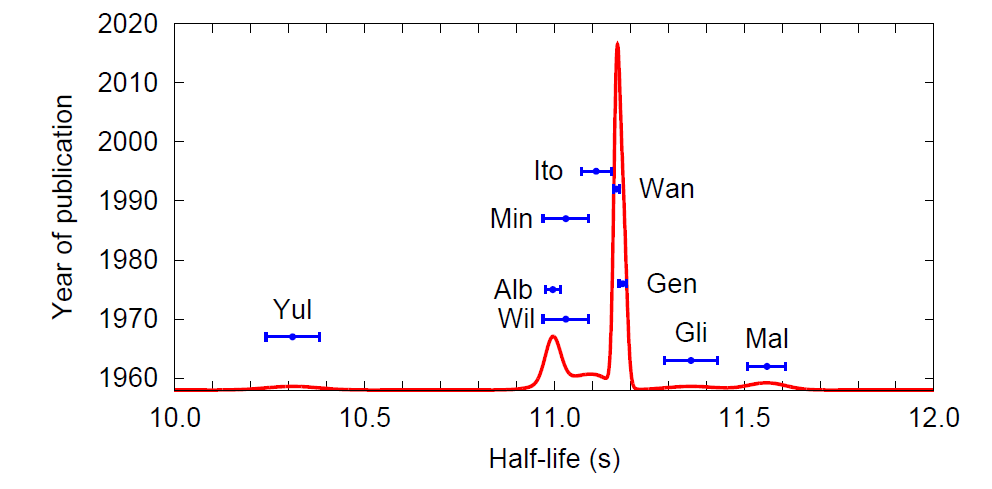 2020
2010
2000
1990
1980
1970
1960
Year of publication
Ito
Wan
Min
Alb
Gen
Yul
Wil
Gli
Mal
10.0
10.5
11.0
11.5
12.0
Half-life (s)